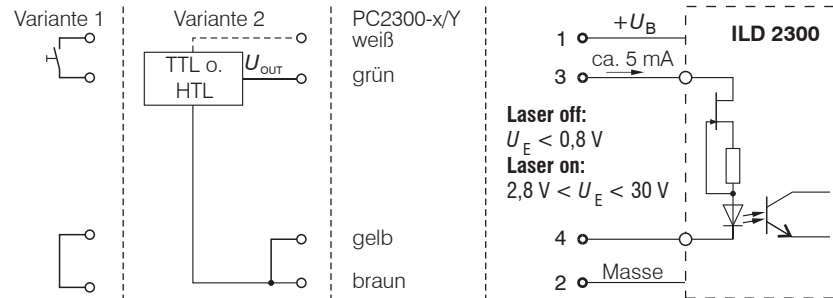 Variante 1
Variante 2
PC2300-x/Y
weiß
1
+U_B
ILD 2300
TTL o.
HTL
U_OUT
grün
3
ca. 5 mA
Laser off:
U_E < 0,8 V
Laser on:
2,8 V < U_E < 30 V
gelb
4
braun
2
Masse